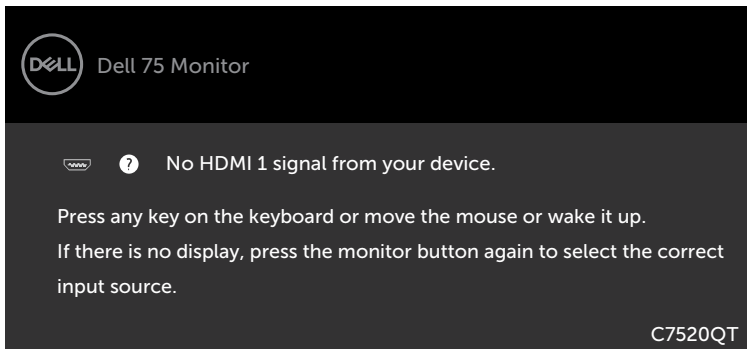 DELL
Dell 75 Monitor
? No HDMI 1 signal from your device.
Press any key on the keyboard or move the mouse or wake it up.
If there is no display, press the monitor button again to select the correct
input source.
C7520QT